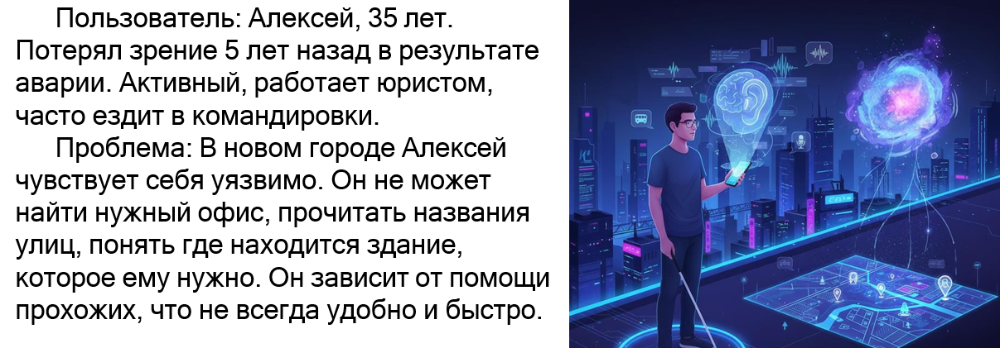 Пользователь: Алексей, 35 лет.
Потерял зрение 5 лет назад в результате
аварии. Активный, работает юристом,
часто ездит в командировки.
Проблема: В новом городе Алексей
чувствует себя уязвимо. Он не может
найти нужный офис, прочитать названия
улиц, понять где находится здание,
которое ему нужно. Он зависит от помощи
прохожих, что не всегда удобно и быстро.